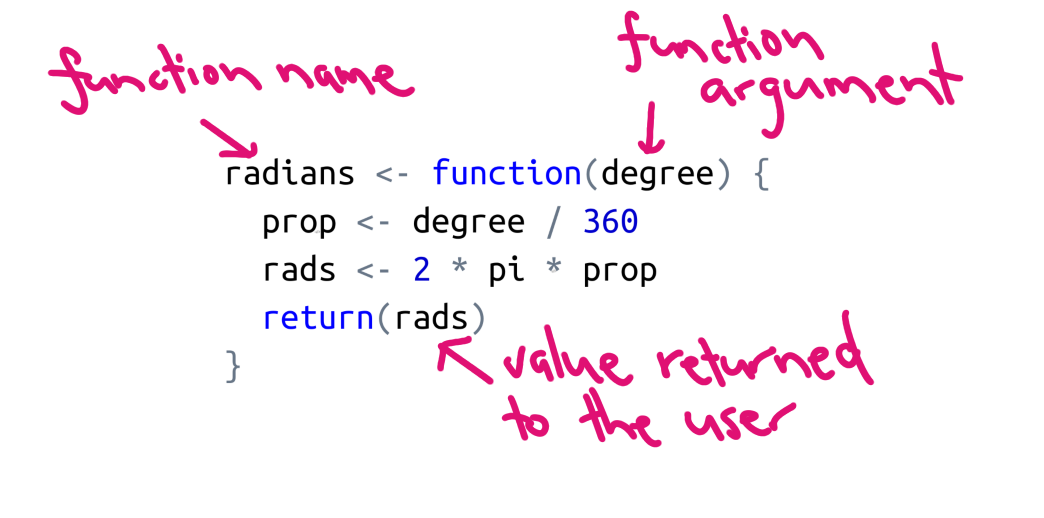 function name
function
argument
radians <- function(degree) {
  prop <- degree / 360
  rads <- 2 * pi * prop
  return(rads)
}
value returned
to the user